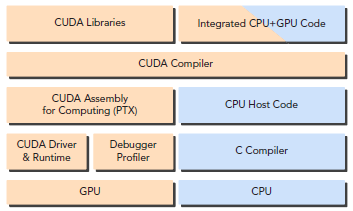 CUDA Libraries
Integrated CPU+GPU Code
CUDA Compiler
CUDA Assembly
for Computing (PTX)
CPU Host Code
CUDA Driver
& Runtime
Debugger
Profiler
C Compiler
GPU
CPU